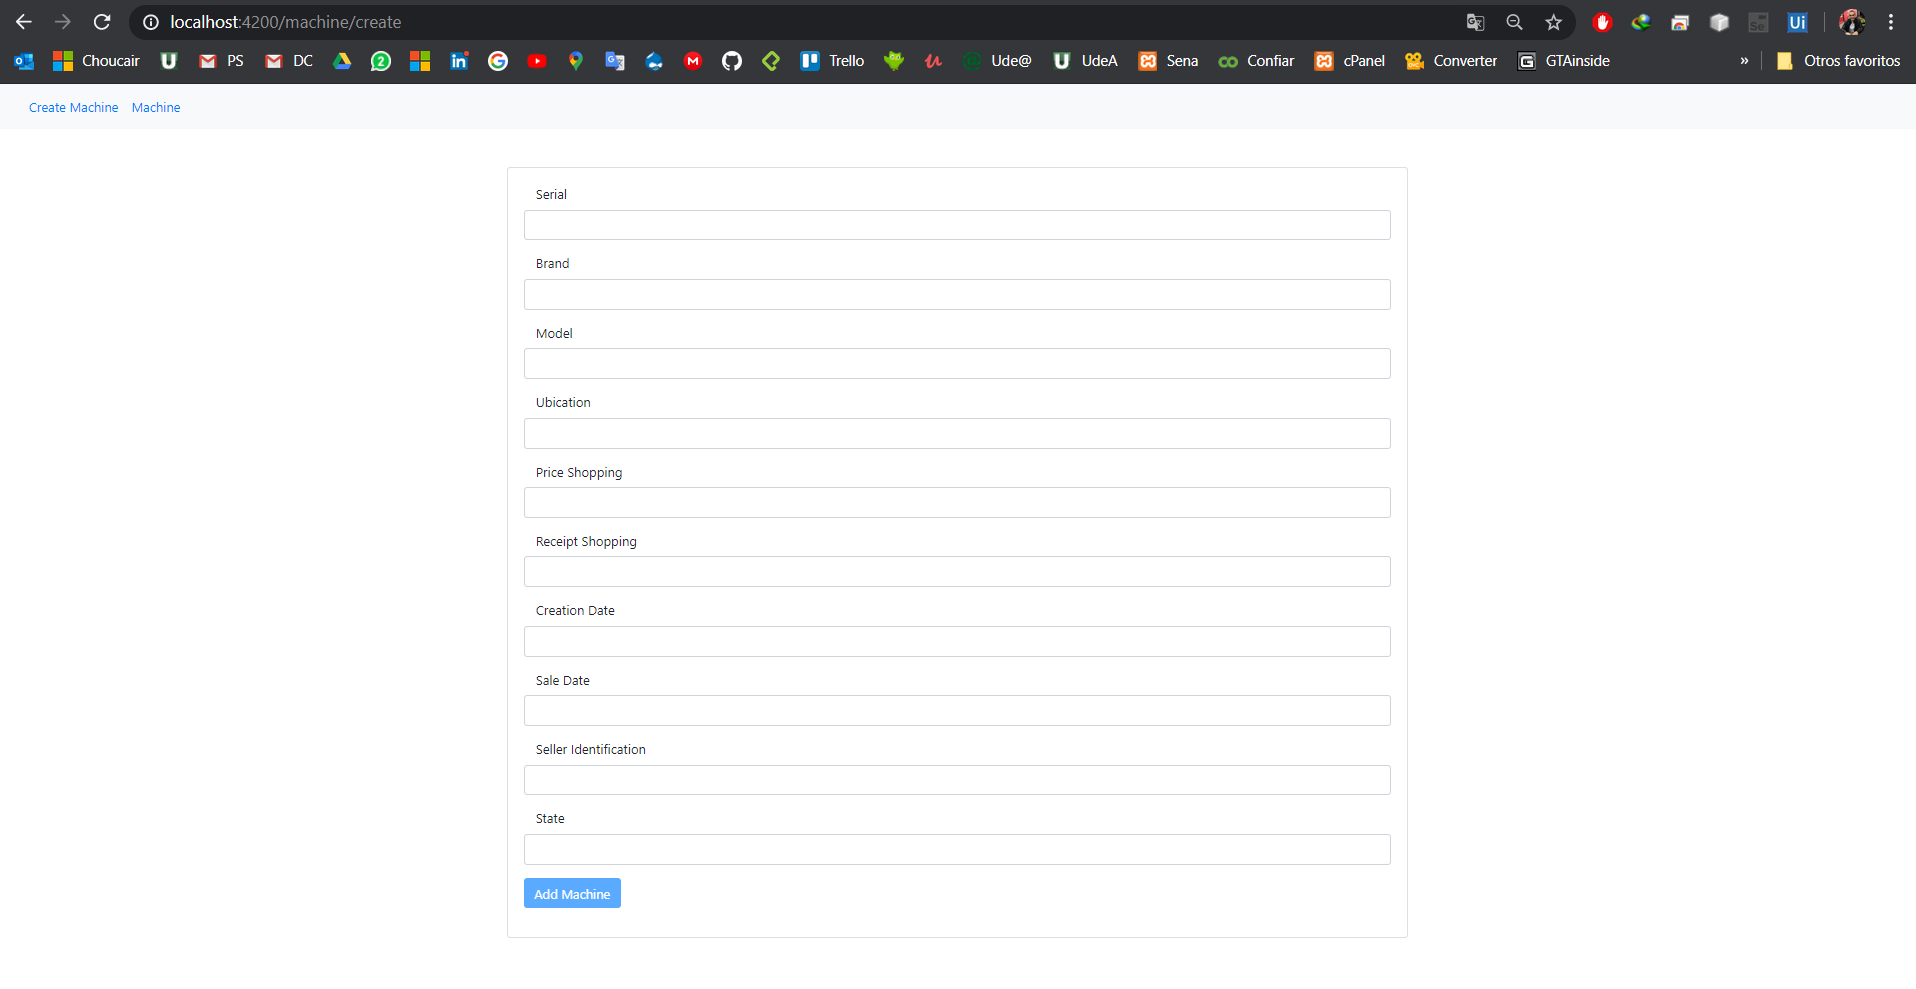 localhost:4200/machine/create
Choucair PS DC Trello Ude@ UdeA Sena Confiar cPanel Converter GTAinside » Otros favoritos
Create Machine Machine
Serial
Brand
Model
Ubication
Price Shopping
Receipt Shopping
Creation Date
Sale Date
Seller Identification
State
Add Machine